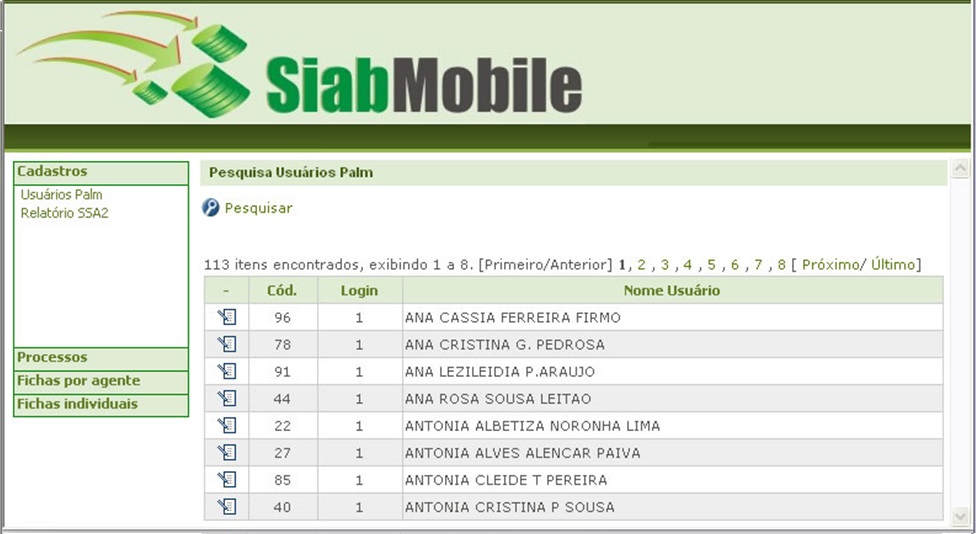 SiabMobile
Cadastros
Usuários Palm
Relatório SSA2
Processos
Fichas por agente
Fichas individuais
Pesquisa Usuários Palm
Pesquisar
113 itens encontrados, exibindo 1 a 8. [Primeiro/Anterior] 1, 2 , 3 , 4 , 5 , 6 , 7 , 8 [ Próximo/ Último]
- Cód. Login Nome Usuário
96 1 ANA CASSIA FERREIRA FIRMO
78 1 ANA CRISTINA G. PEDROSA
91 1 ANA LEZILEIDIA P.ARAUJO
44 1 ANA ROSA SOUSA LEITAO
22 1 ANTONIA ALBETIZA NORONHA LIMA
27 1 ANTONIA ALVES ALENCAR PAIVA
85 1 ANTONIA CLEIDE T PEREIRA
40 1 ANTONIA CRISTINA P SOUSA